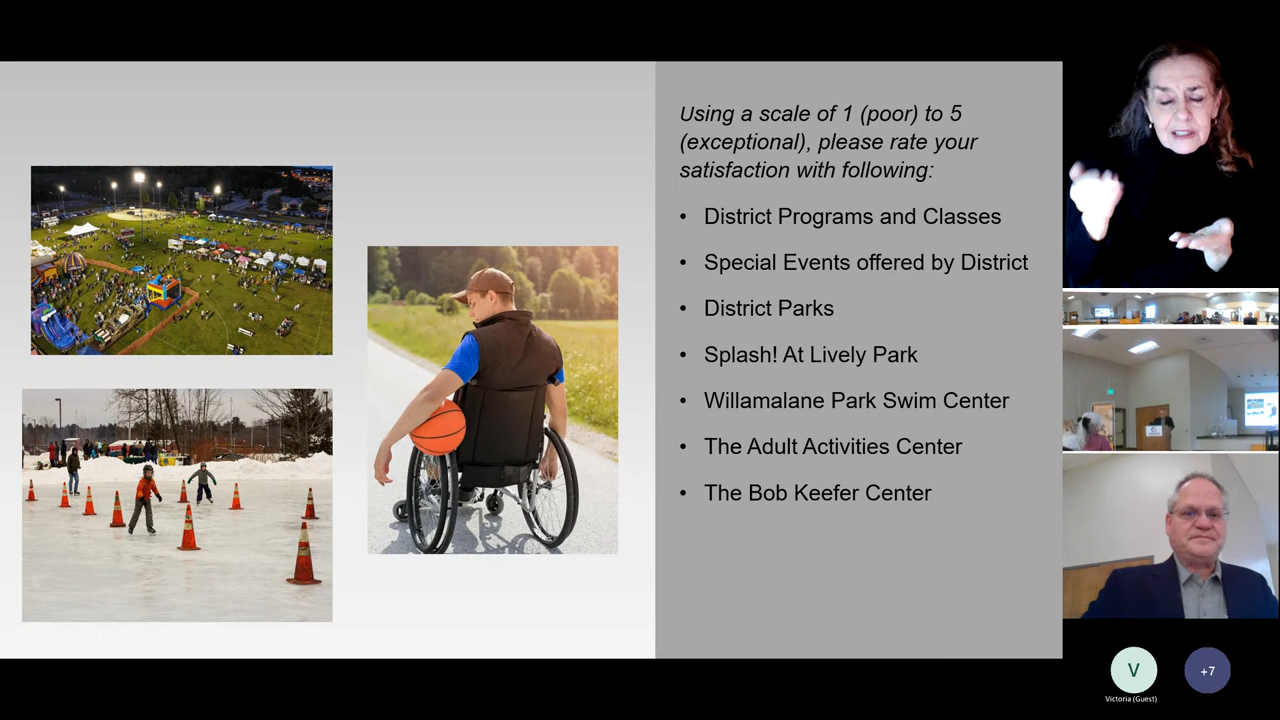 Using a scale of 1 (poor) to 5
(exceptional), please rate your
satisfaction with following:
• District Programs and Classes
• Special Events offered by District
• District Parks
• Splash! At Lively Park
• Willamalane Park Swim Center
• The Adult Activities Center
• The Bob Keefer Center
V
+7
Victoria (Guest)